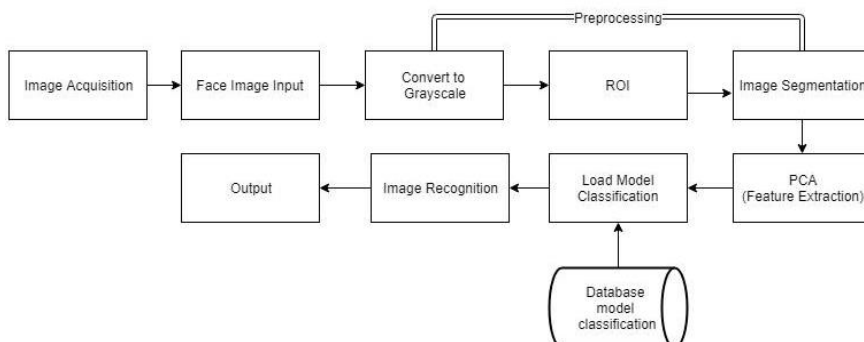 Preprocessing
Image Acquisition
Face Image Input
Convert to
Grayscale
ROI
Image Segmentation
Output
Image Recognition
Load Model
Classification
PCA
(Feature Extraction)
Database
model
classification